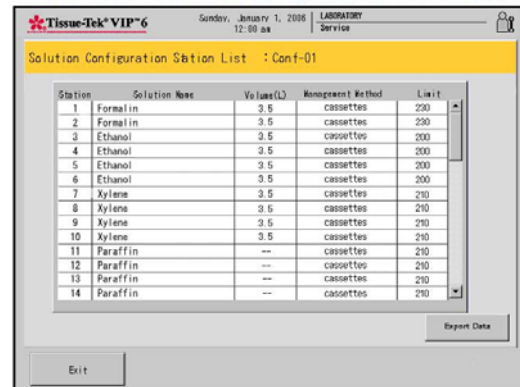 Tissue-Tek® VIP™6
Sunday, January 1, 2006
12:00 am
LABORATORY
Service
Solution Configuration Station List : Conf-01
Station Solution Name Volume(L) Management Method Limit
1 Formalin 3.5 cassettes 230
2 Formalin 3.5 cassettes 230
3 Ethanol 3.5 cassettes 200
4 Ethanol 3.5 cassettes 200
5 Ethanol 3.5 cassettes 200
6 Ethanol 3.5 cassettes 200
7 Xylene 3.5 cassettes 210
8 Xylene 3.5 cassettes 210
9 Xylene 3.5 cassettes 210
10 Xylene 3.5 cassettes 210
11 Paraffin -- cassettes 210
12 Paraffin -- cassettes 210
13 Paraffin -- cassettes 210
14 Paraffin -- cassettes 210
Export Data
Exit